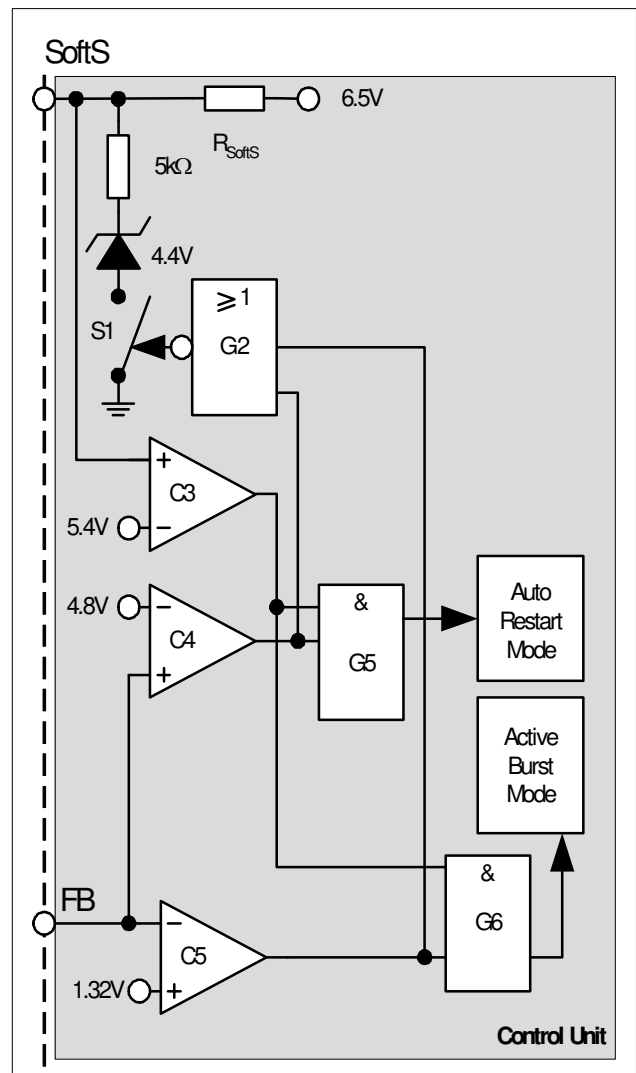 SoftS
6.5V
R SoftS
5kΩ
4.4V
S1
≥1
G2
+
C3
5.4V
−
4.8V
−
C4
+
&
G5
Auto
Restart
Mode
Active
Burst
Mode
FB
−
C5
1.32V
+
&
G6
Control Unit